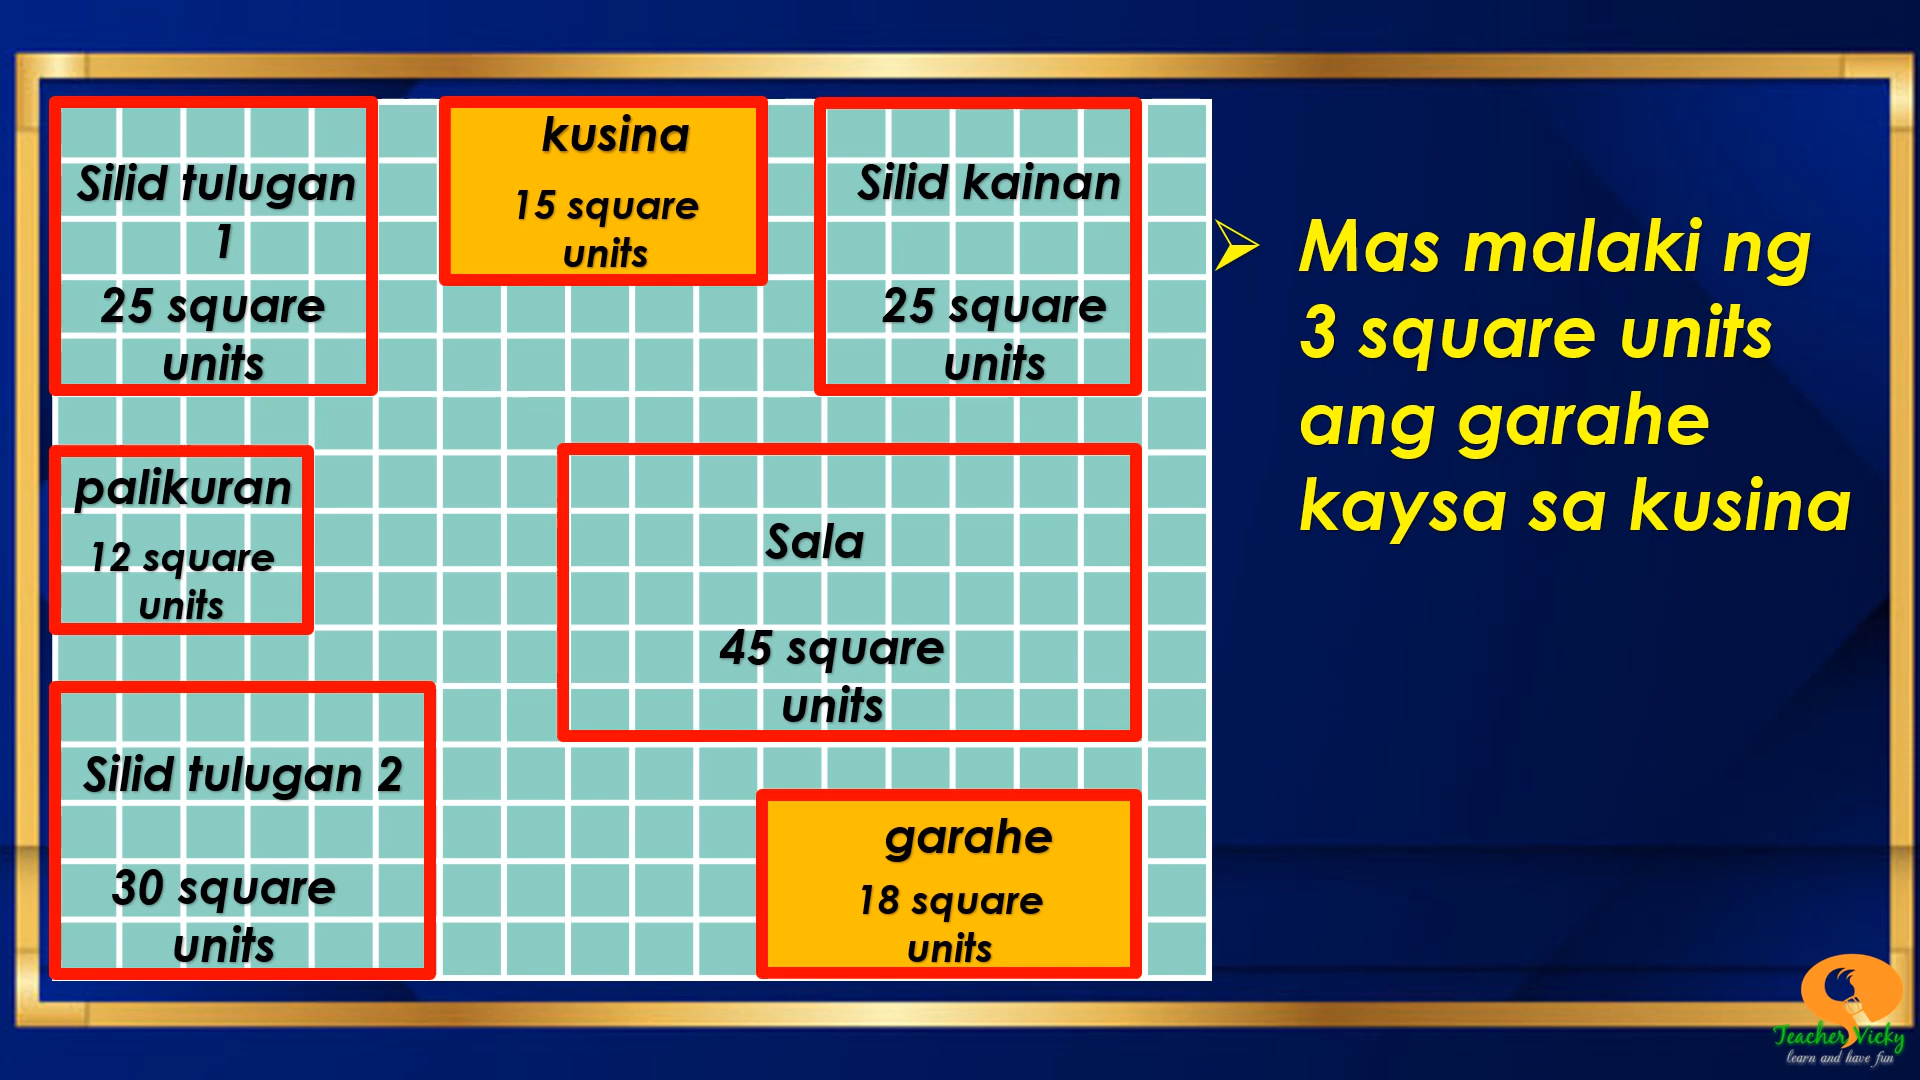 Silid tulugan
1
25 square
units
kusina
15 square
units
Silid kainan
25 square
units
palikuran
12 square
units
Sala
45 square
units
Silid tulugan 2
30 square
units
garahe
18 square
units
Mas malaki ng
3 square units
ang garahe
kaysa sa kusina
Teacher Vicky
learn and have fun